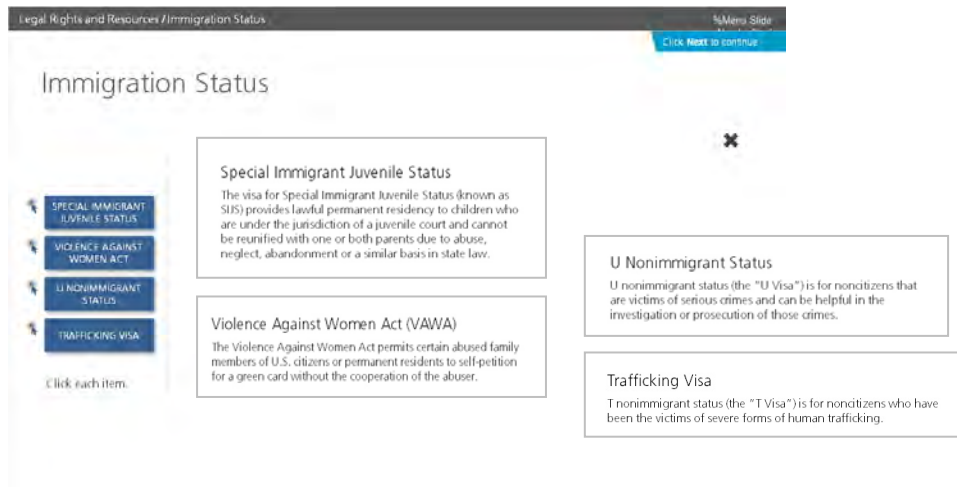 Legal Rights and Resources / Immigration Status
%Menu Slide
Click Next to continue
Immigration Status
SPECIAL IMMIGRANT
JUVENILE STATUS
VIOLENCE AGAINST
WOMEN ACT
U NONIMMIGRANT
STATUS
TRAFFICKING VISA
Click each item.
Special Immigrant Juvenile Status
The visa for Special Immigrant Juvenile Status (known as
SIJS) provides lawful permanent residency to children who
are under the jurisdiction of a juvenile court and cannot
be reunified with one or both parents due to abuse,
neglect, abandonment or a similar basis in state law.
Violence Against Women Act (VAWA)
The Violence Against Women Act permits certain abused family
members of U.S. citizens or permanent residents to self-petition
for a green card without the cooperation of the abuser.
U Nonimmigrant Status
U nonimmigrant status (the "U Visa") is for noncitizens that
are victims of serious crimes and can be helpful in the
investigation or prosecution of those crimes.
Trafficking Visa
T nonimmigrant status (the "T Visa") is for noncitizens who have
been the victims of severe forms of human trafficking.